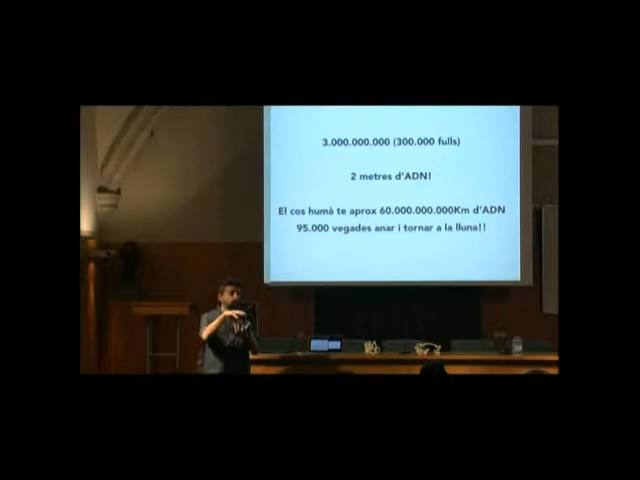 3.000.000.000 (300.000 fulls)
2 metres d'ADN!
El cos humà te aprox 60.000.000.000Km d'ADN
95.000 vegades anar i tornar a la lluna!!